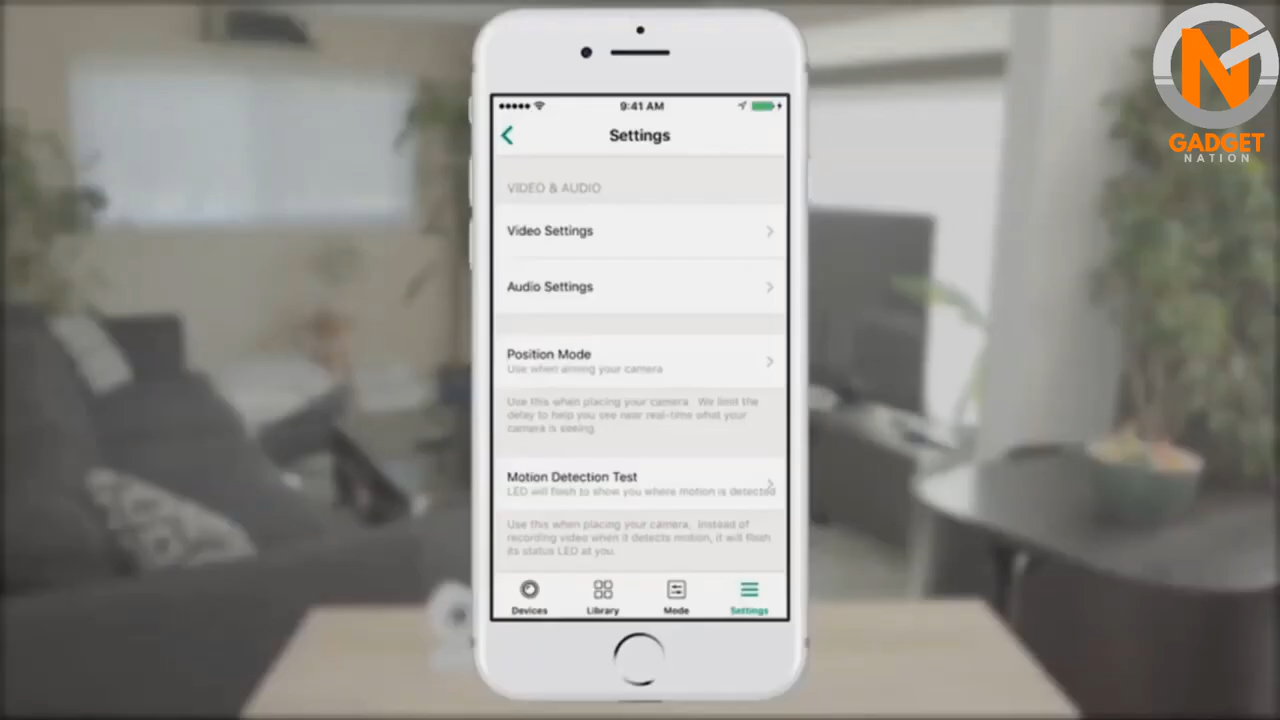 9:41 AM
Settings
VIDEO & AUDIO
Video Settings
Audio Settings
Position Mode
Use when aiming your camera
Use this when placing your camera. We limit the
delay to help you see near real-time what your
camera is seeing.
Motion Detection Test
LED will flash to show you where motion is detected
Use this when placing your camera. Instead of
recording video when it detects motion, it will flash
its status LED at you.
Devices
Library
Mode
Settings
N
GADGET
NATION